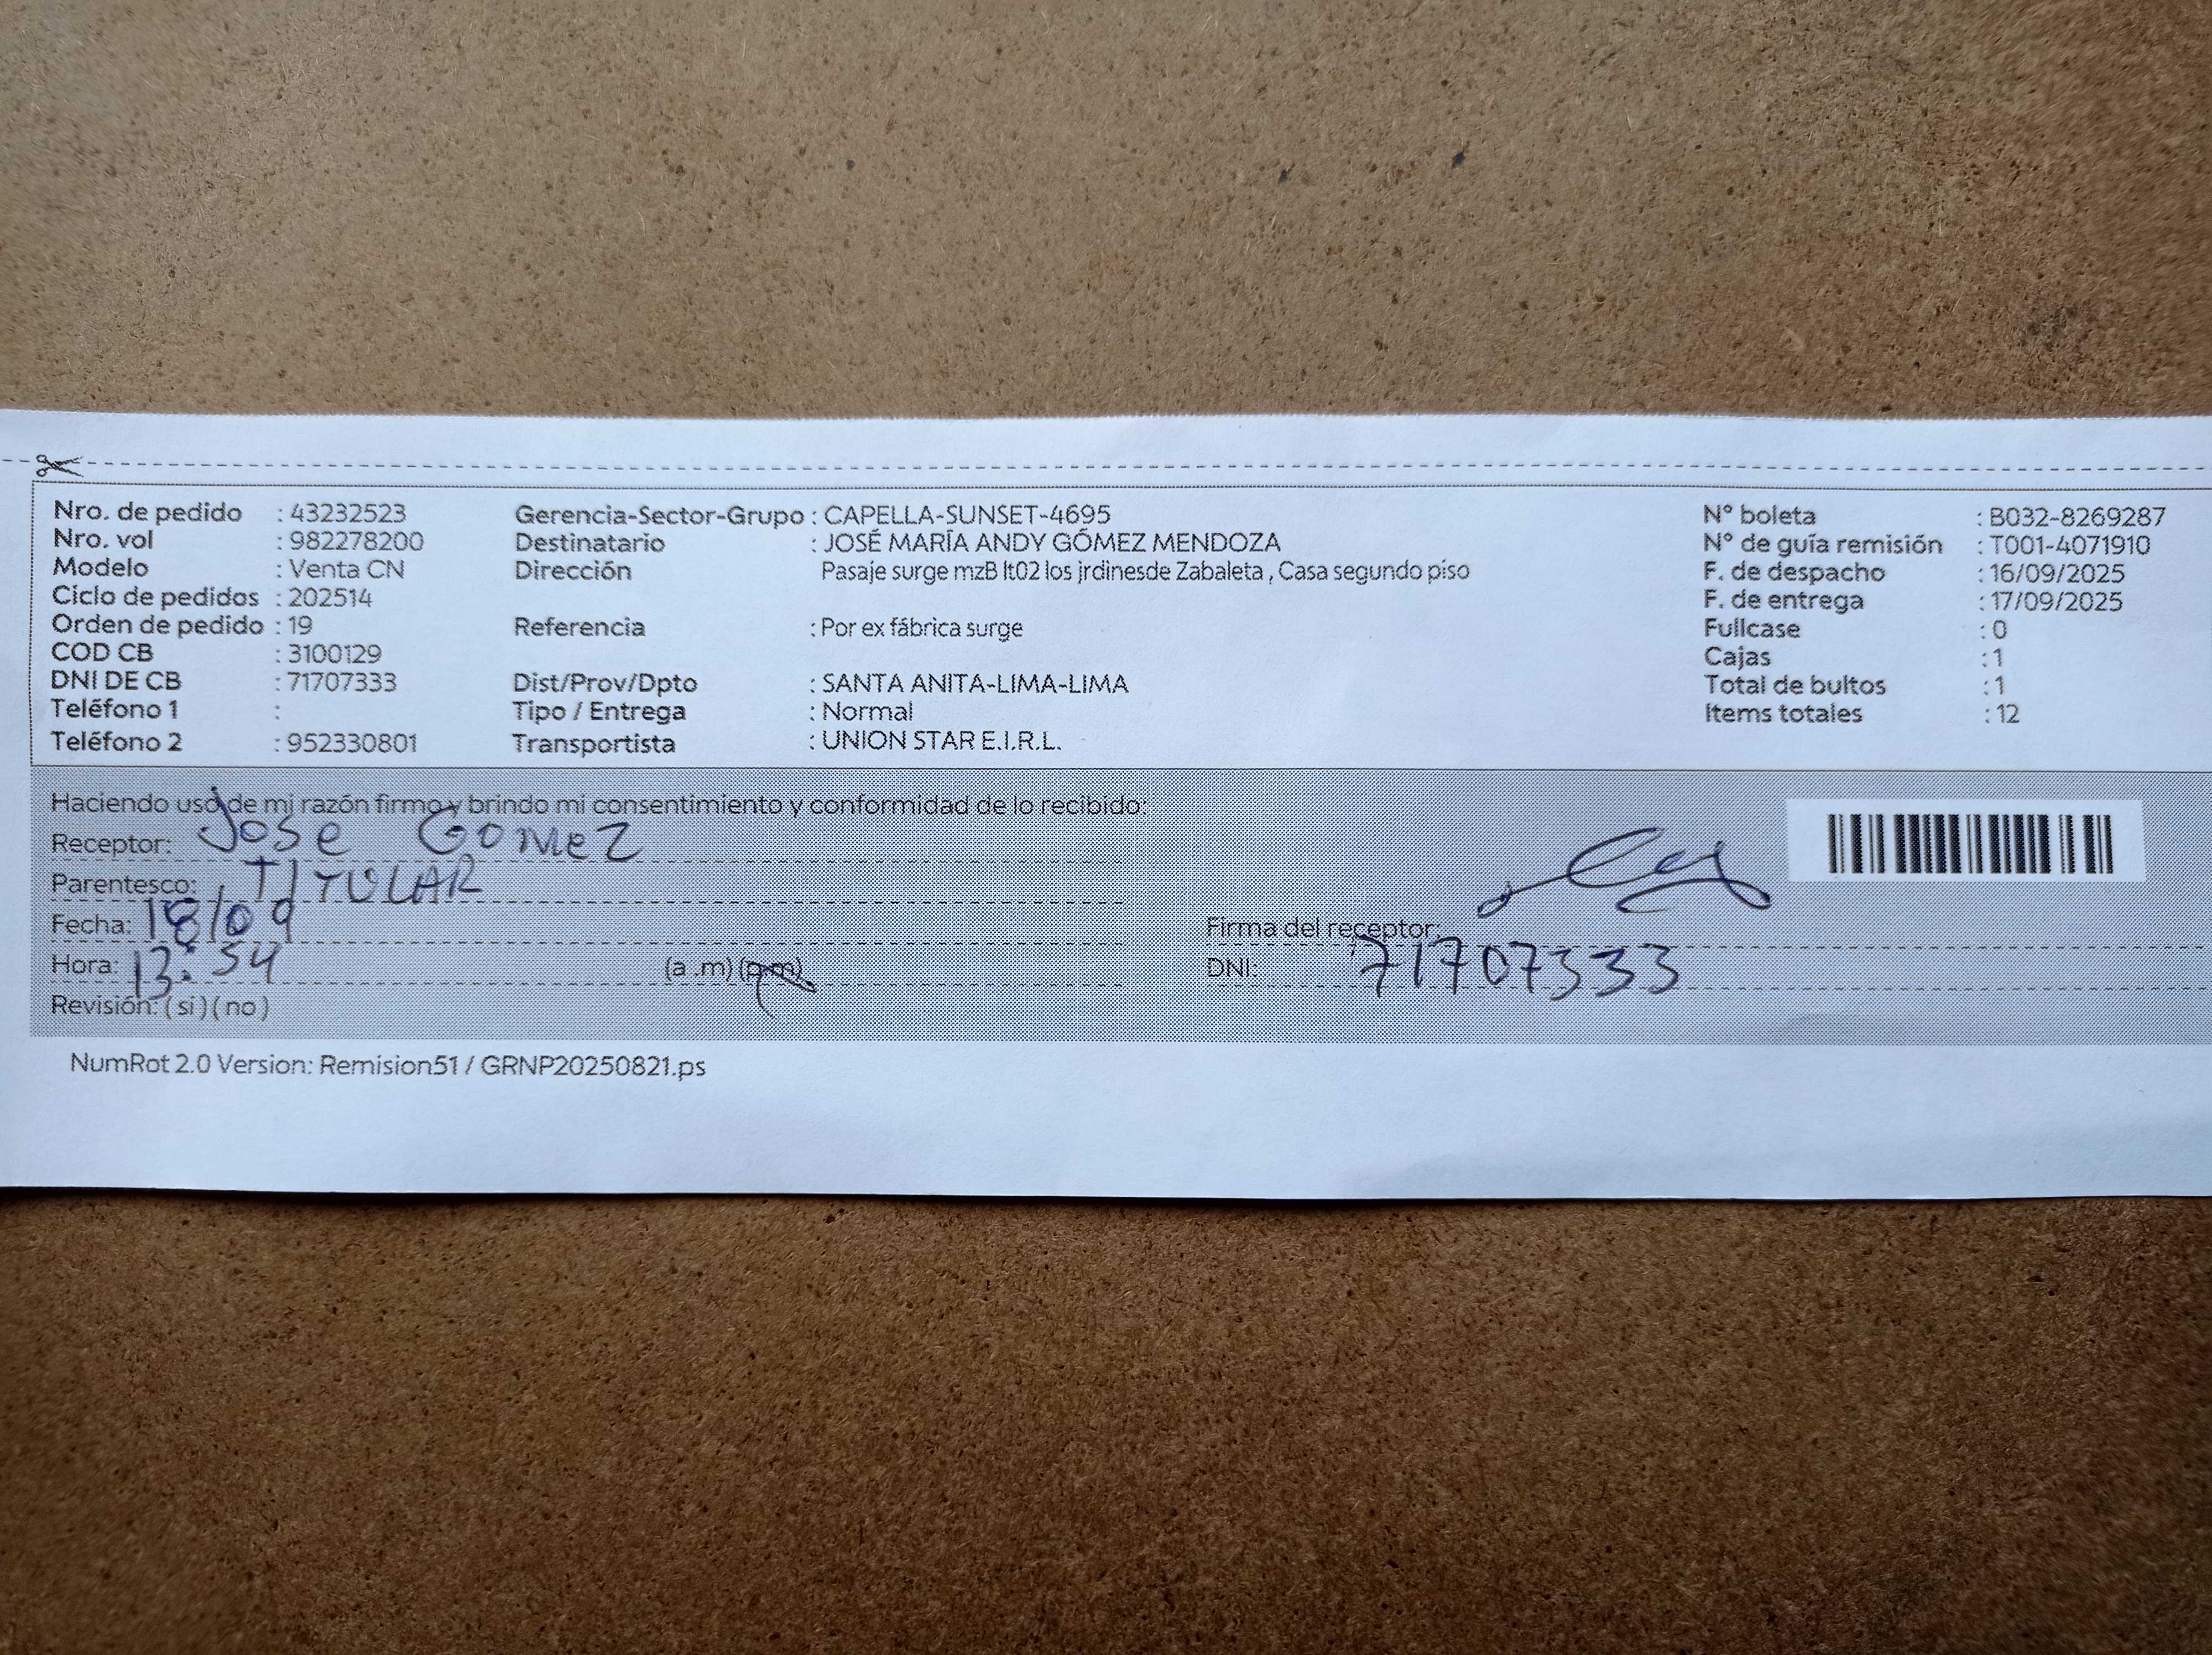 Nro. de pedido : 43232523 Gerencia-Sector-Grupo : CAPELLA-SUNSET-4695 N° boleta : B032-8269287
Nro. vol : 982278200 Destinatario : JOSÉ MARÍA ANDY GÓMEZ MENDOZA N° de guía remisión : T001-4071910
Modelo : Venta CN Dirección Pasaje surge mzB lt02 los jrdinesde Zabaleta , Casa segundo piso F. de despacho : 16/09/2025
Ciclo de pedidos : 202514 F. de entrega : 17/09/2025
Orden de pedido : 19 Referencia : Por ex fábrica surge Fullcase : 0
COD CB : 3100129 Cajas : 1
DNI DE CB : 71707333 Dist/Prov/Dpto : SANTA ANITA-LIMA-LIMA Total de bultos : 1
Teléfono 1 : Tipo / Entrega : Normal Items totales : 12
Teléfono 2 : 952330801 Transportista : UNION STAR E.I.R.L.
Haciendo uso de mi razón firmo y brindo mi consentimiento y conformidad de lo recibido:
Receptor: Jose Gomez
Parentesco: TITULAR
Fecha: 18/09 Firma del receptor:
Hora: 13:54 (a .m) (p.m) DNI: 71707333
Revisión: ( si ) ( no )
NumRot 2.0 Version: Remision51 / GRNP20250821.ps